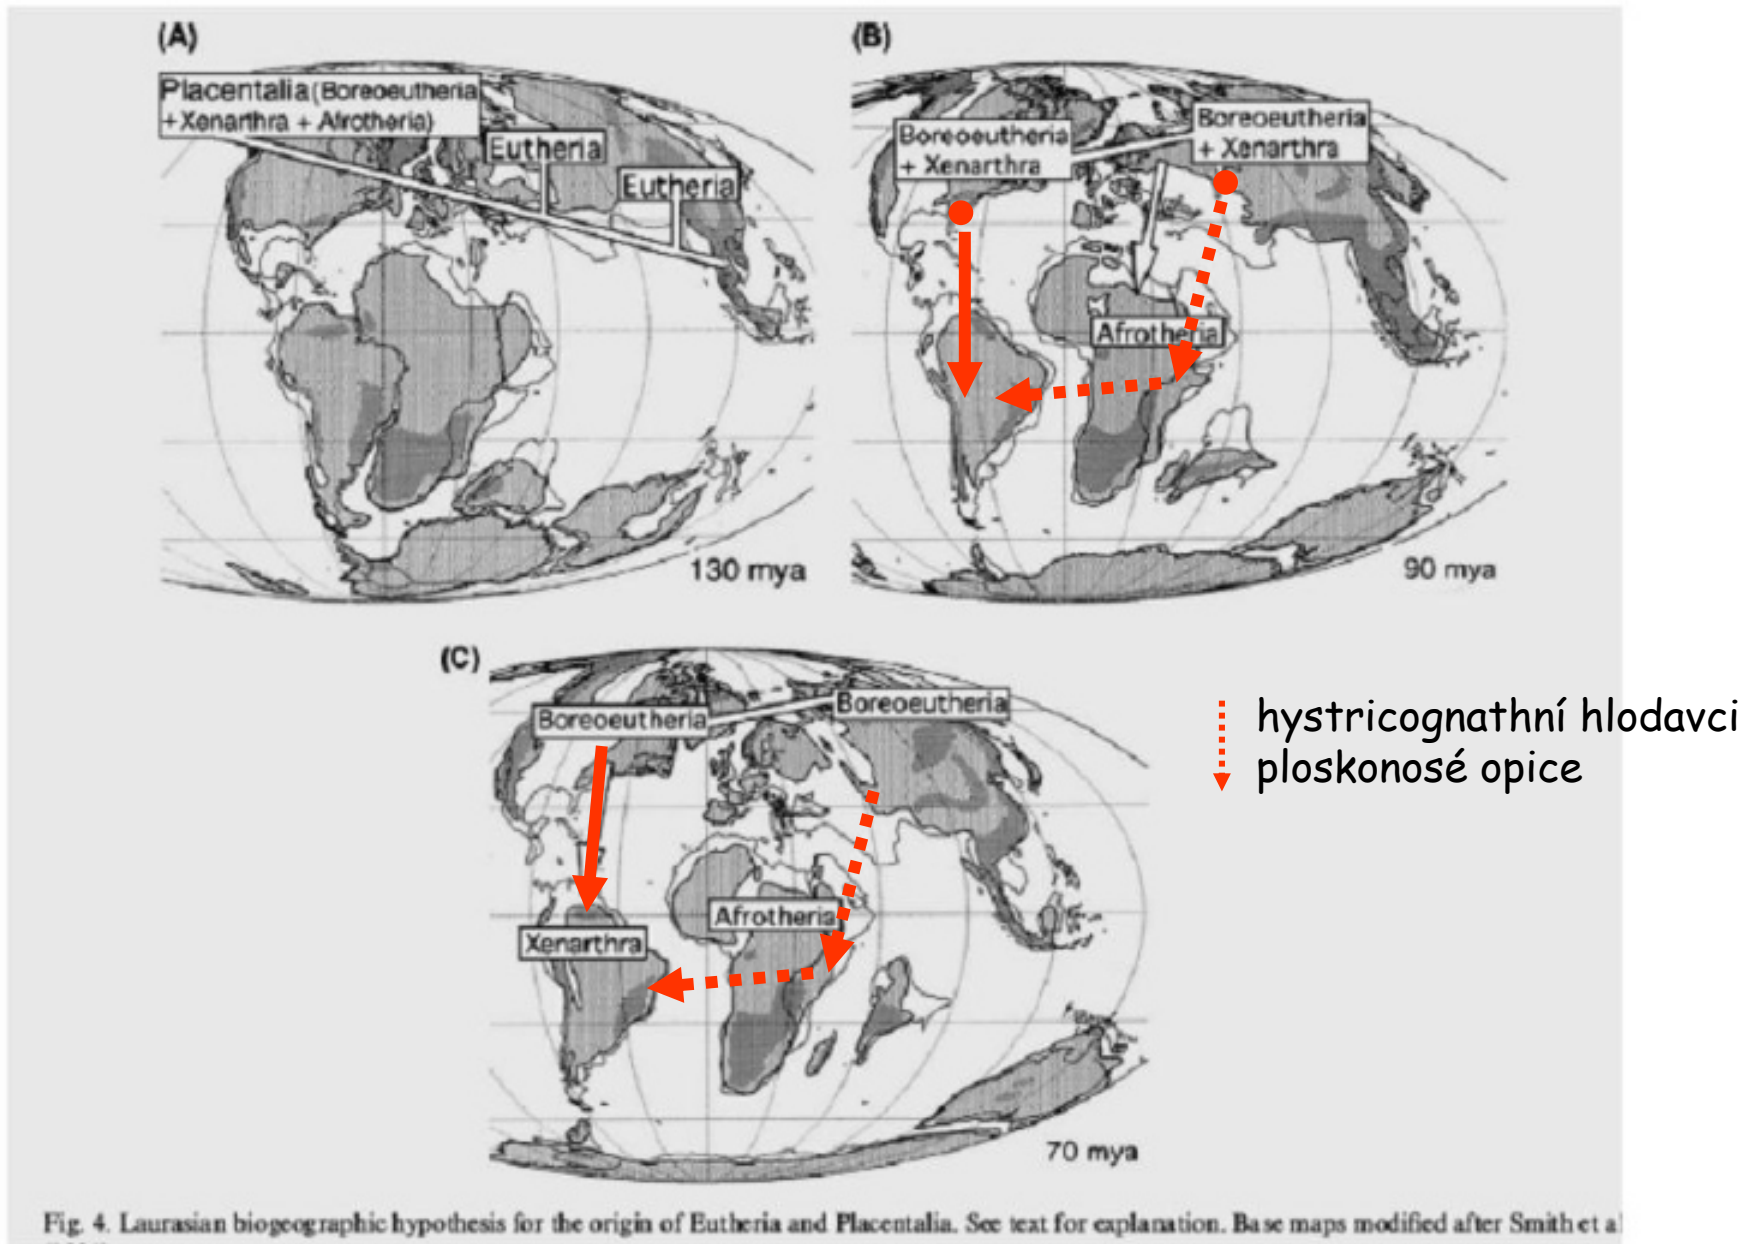 (A)
Placentalia(Boreoeutheria
+Xenarthra + Afrotheria)
Eutheria
Eutheria
130 mya
(B)
Boreoeutheria
+ Xenarthra
Boreoeutheria
+ Xenarthra
Afrotheria
90 mya
(C)
Boreoeutheria
Boreoeutheria
Afrotheria
Xenarthra
70 mya
hystricognathní hlodavci
ploskonosé opice
Fig. 4. Laurasian biogeographic hypothesis for the origin of Eutheria and Placentalia. See text for explanation. Base maps modified after Smith et a